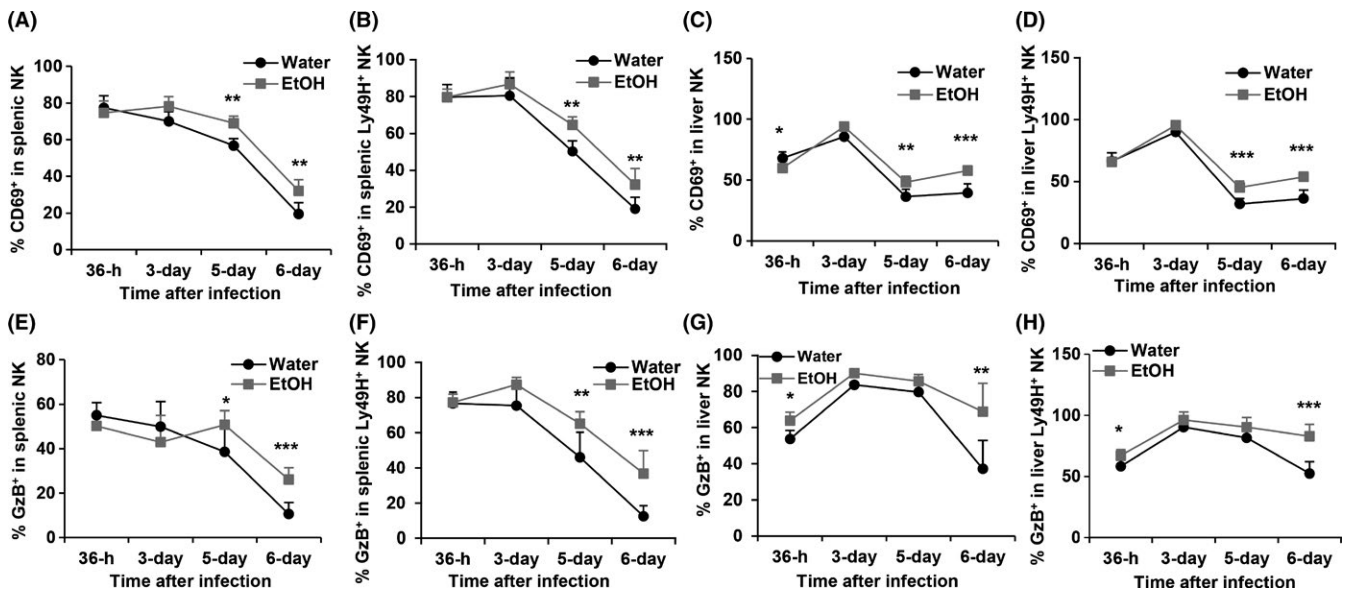 (A)
% CD69+ in splenic NK
100
80
60
40
20
0
Water
EtOH
**
**
36-h 3-day 5-day 6-day
Time after infection
(B)
% CD69+ in splenic Ly49H+ NK
100
80
60
40
20
0
Water
EtOH
**
**
36-h 3-day 5-day 6-day
Time after infection
(C)
% CD69+ in liver NK
150
100
50
0
Water
EtOH
*
**
***
36-h 3-day 5-day 6-day
Time after infection
(D)
% CD69+ in liver Ly49H+ NK
150
100
50
0
Water
EtOH
***
***
36-h 3-day 5-day 6-day
Time after infection
(E)
% GzB+ in splenic NK
80
60
40
20
0
Water
EtOH
*
***
36-h 3-day 5-day 6-day
Time after infection
(F)
% GzB+ in splenic Ly49H+ NK
100
80
60
40
20
0
Water
EtOH
**
***
36-h 3-day 5-day 6-day
Time after infection
(G)
% GzB+ in liver NK
100
80
60
40
20
0
Water
EtOH
*
**
36-h 3-day 5-day 6-day
Time after infection
(H)
% GzB+ in liver Ly49H+ NK
150
100
50
0
Water
EtOH
*
***
36-h 3-day 5-day 6-day
Time after infection